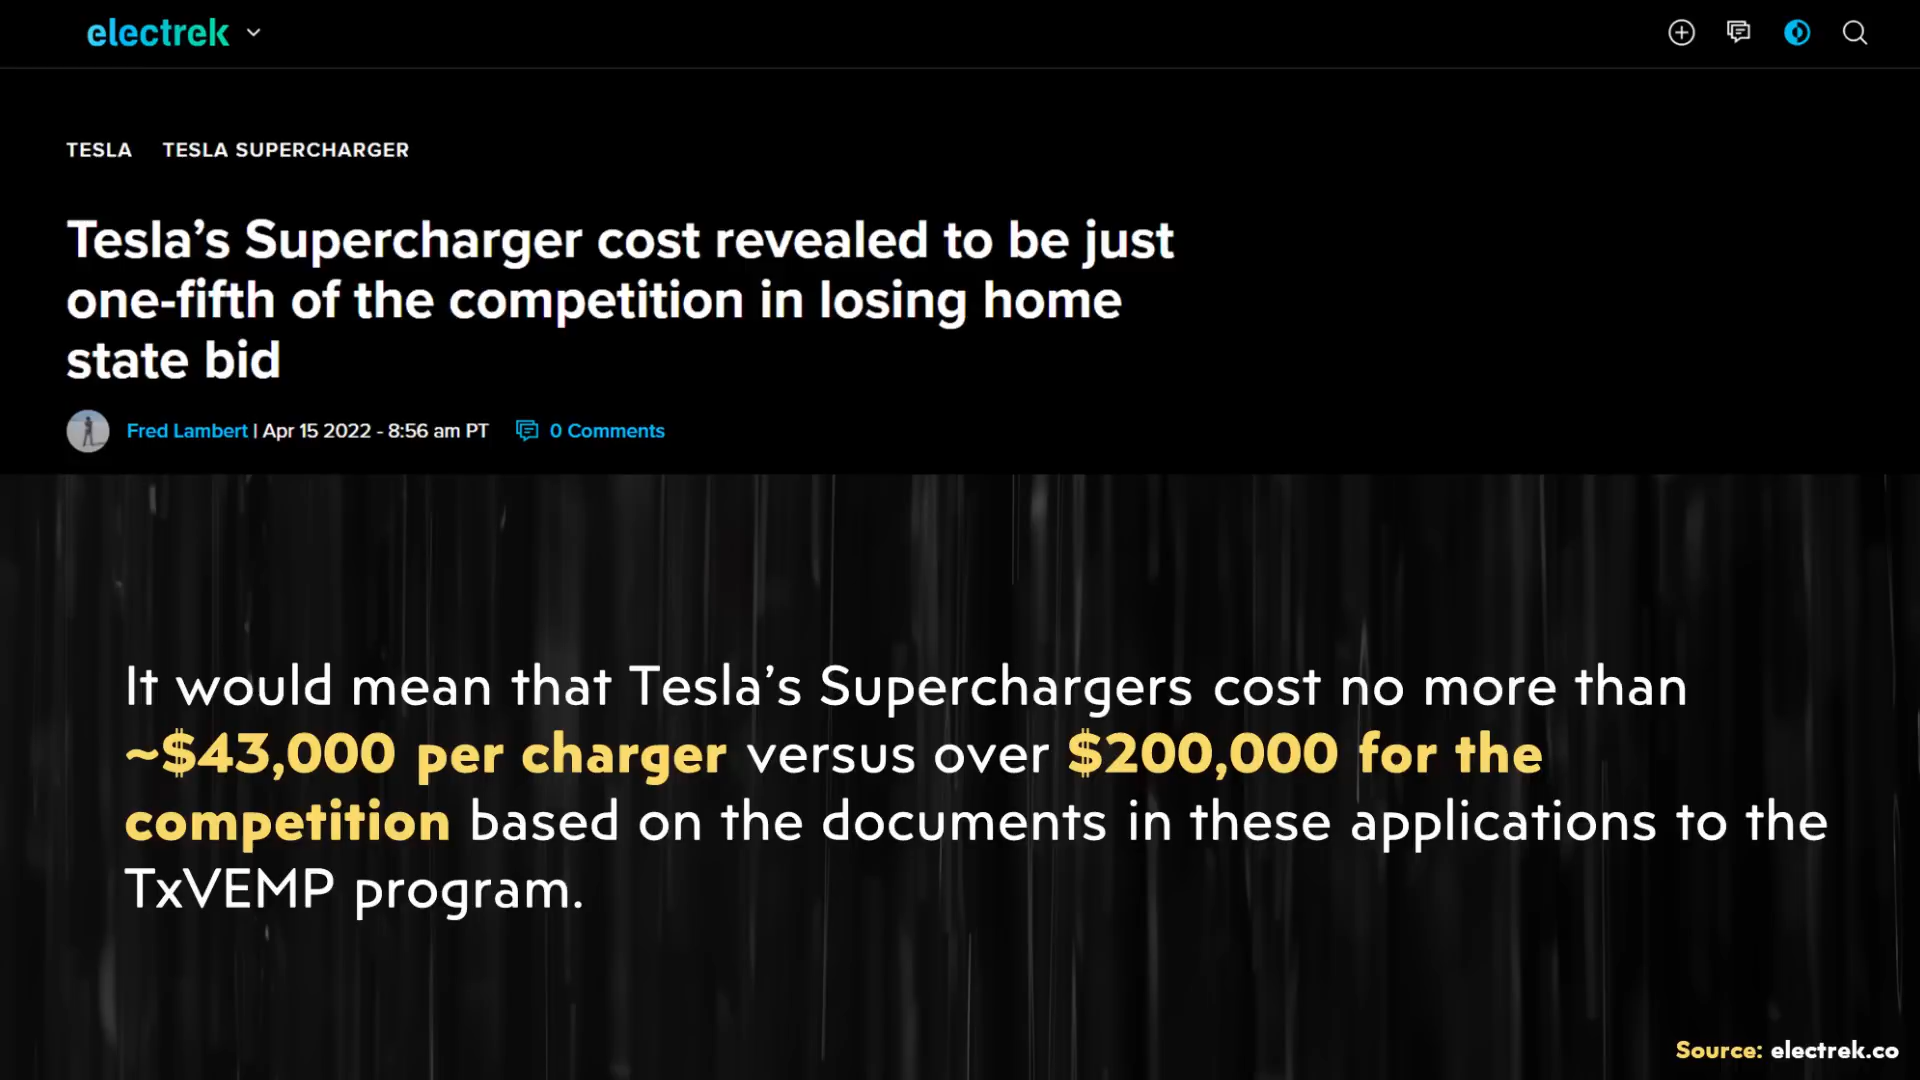 electrek
TESLA TESLA SUPERCHARGER
Tesla’s Supercharger cost revealed to be just
one-fifth of the competition in losing home
state bid
Fred Lambert | Apr 15 2022 - 8:56 am PT 0 Comments
It would mean that Tesla’s Superchargers cost no more than
~$43,000 per charger versus over $200,000 for the
competition based on the documents in these applications to the
TxVEMP program.
Source: electrek.co